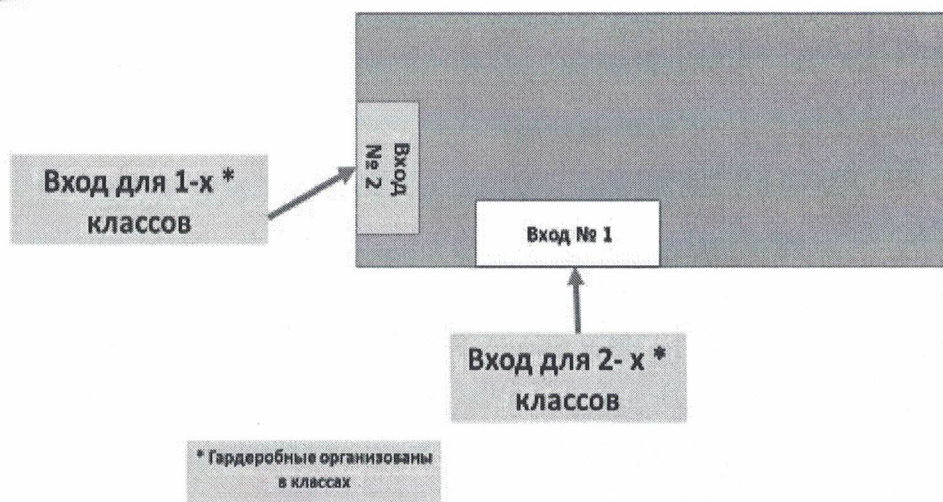 Вход
№ 2
Вход для 1-х *
классов
Вход № 1
Вход для 2- х *
классов
* Гардеробные организованы
в классах